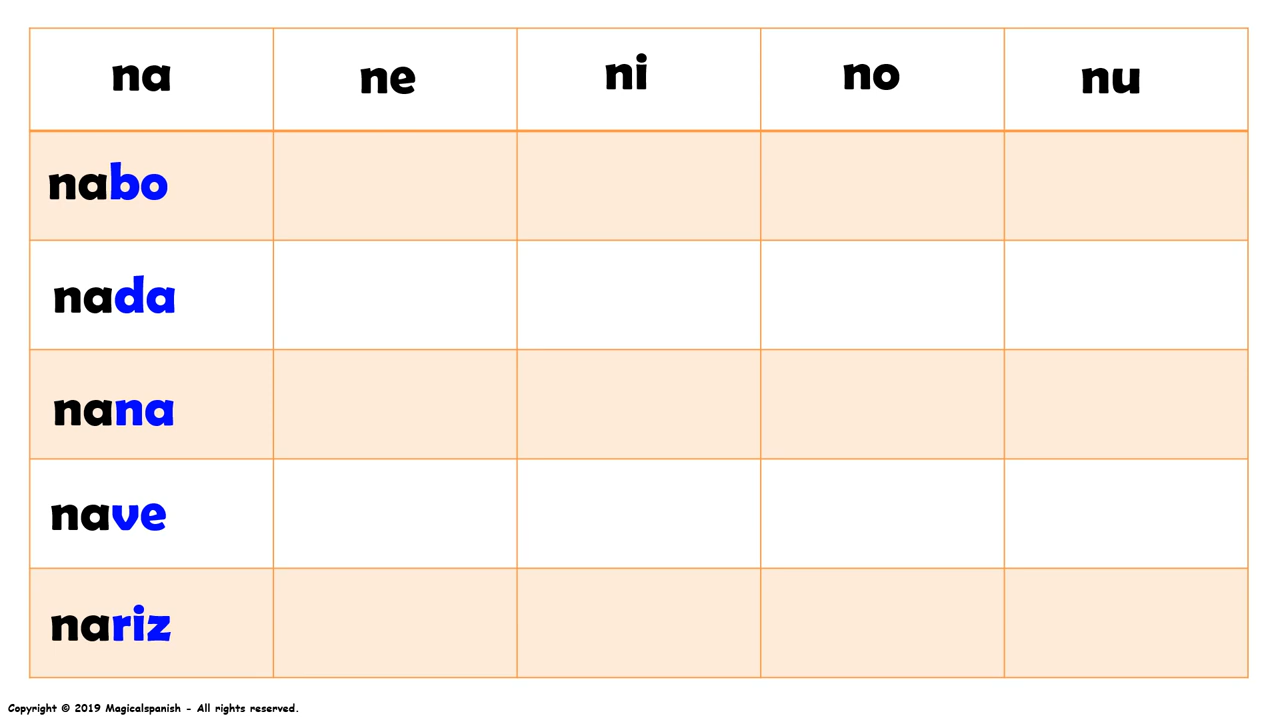 na ne ni no nu
nabo
nada
nana
nave
nariz
Copyright © 2019 Magicalspanish - All rights reserved.